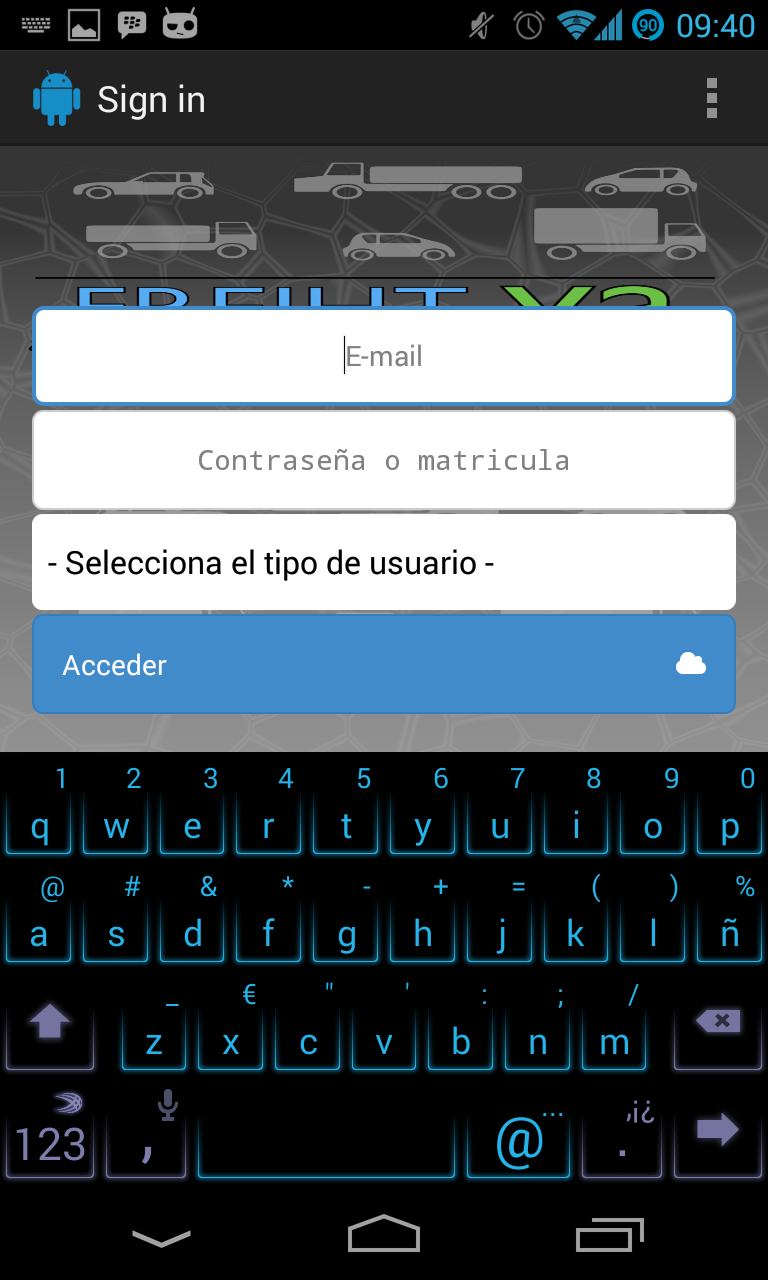 90 09:40
Sign in
E-mail
Contraseña o matricula
- Selecciona el tipo de usuario -
Acceder
1 2 3 4 5 6 7 8 9 0
q w e r t y u i o p
@ # & * - + = ( ) %
a s d f g h j k l ñ
_ € " ' : ; /
z x c v b n m
... ,¡¿
123 , @ .